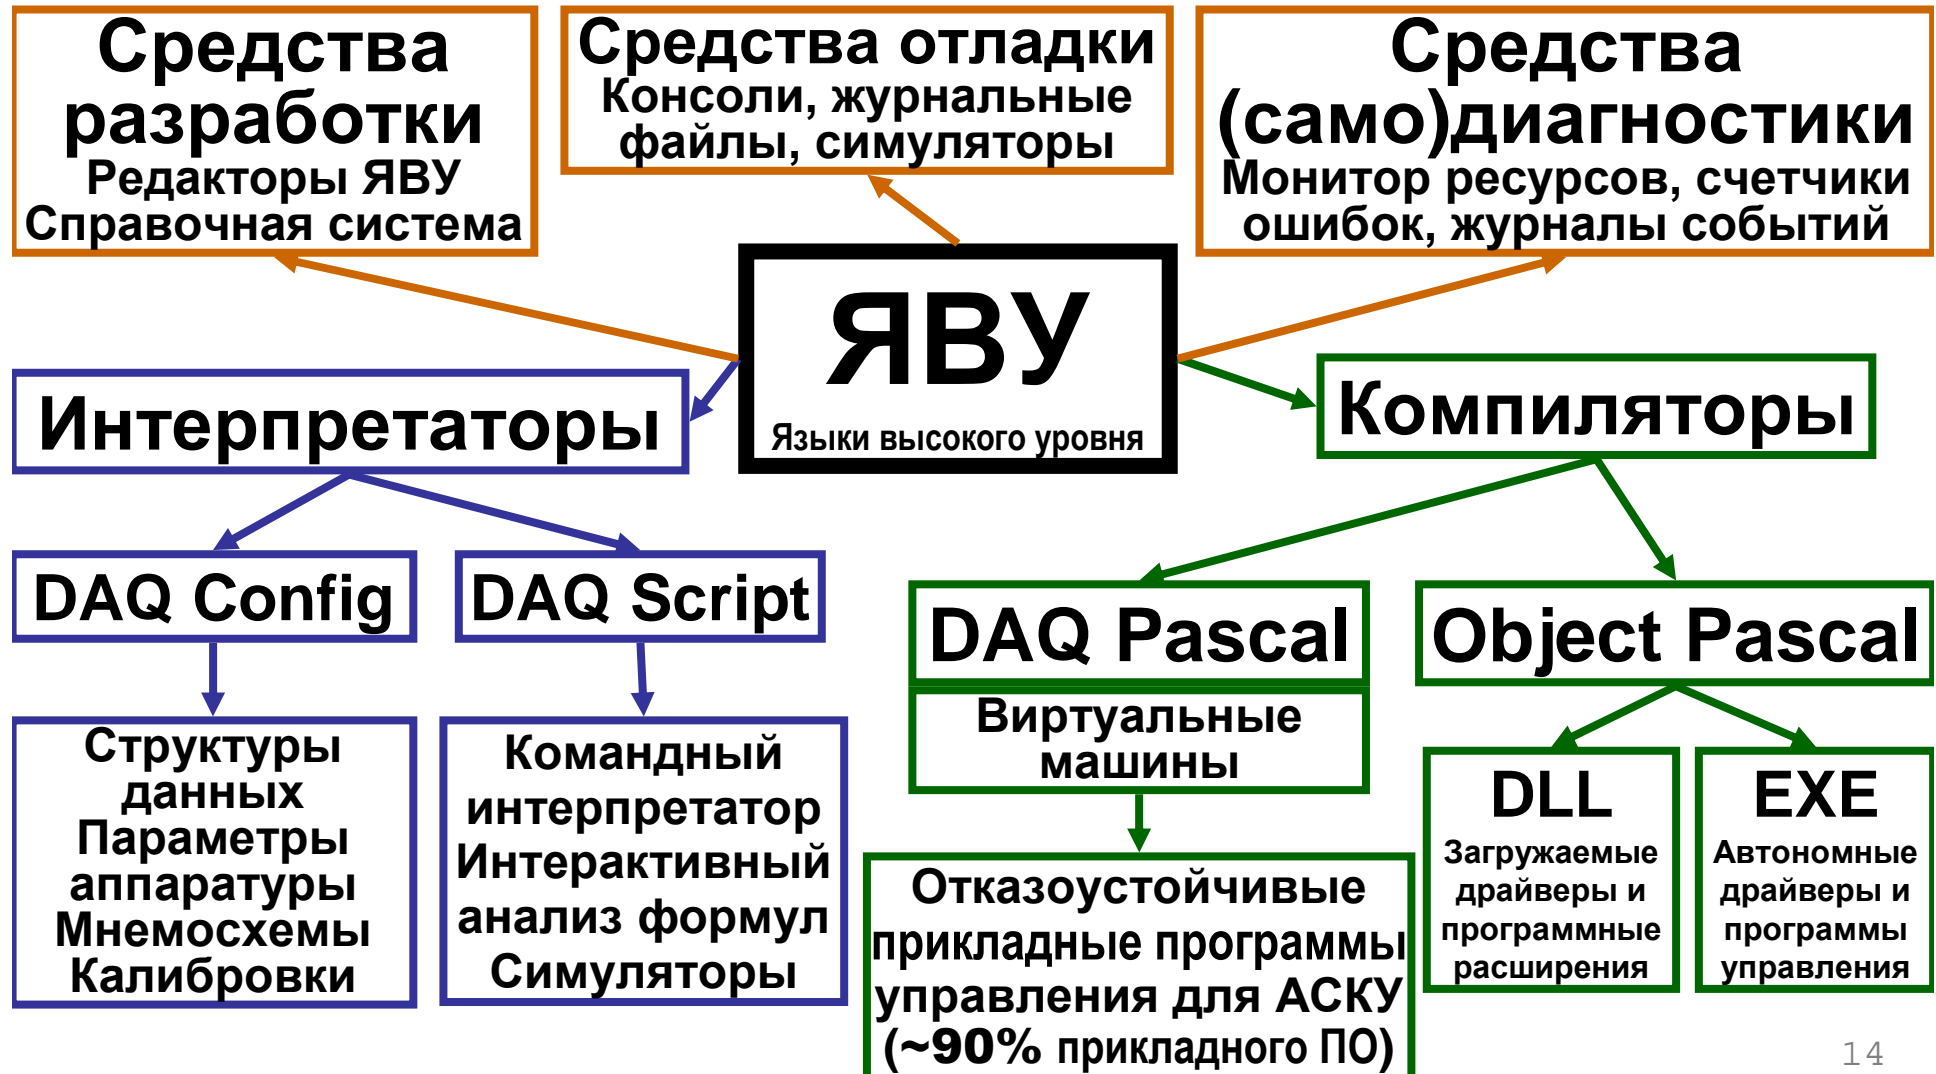 Средства
разработки
Редакторы ЯВУ
Справочная система
Средства отладки
Консоли, журнальные
файлы, симуляторы
Средства
(само)диагностики
Монитор ресурсов, счетчики
ошибок, журналы событий
ЯВУ
Языки высокого уровня
Интерпретаторы
Компиляторы
DAQ Config
DAQ Script
DAQ Pascal
Виртуальные
машины
Object Pascal
Структуры
данных
Параметры
аппаратуры
Мнемосхемы
Калибровки
Командный
интерпретатор
Интерактивный
анализ формул
Симуляторы
Отказоустойчивые
прикладные программы
управления для АСКУ
(~90% прикладного ПО)
DLL
Загружаемые
драйверы и
программные
расширения
EXE
Автономные
драйверы и
программы
управления
14